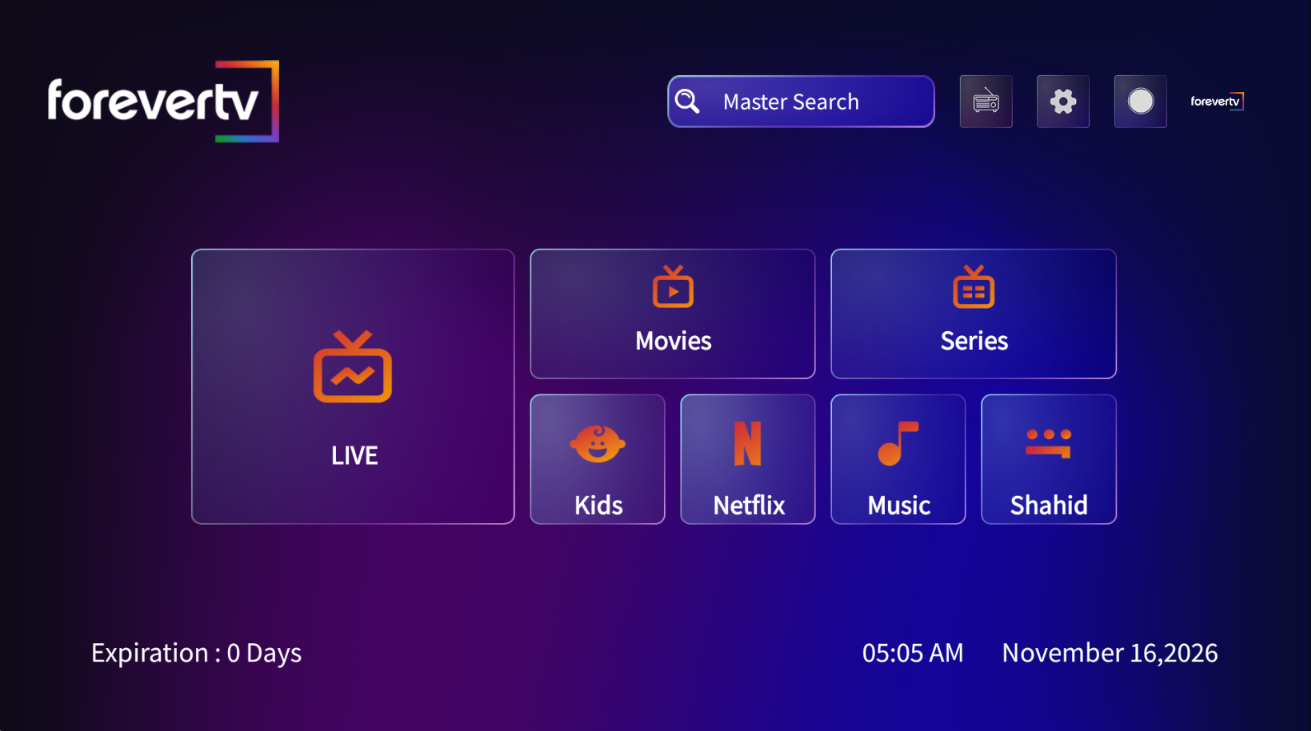 forevertv
Master Search
forevertv
Movies
Series
LIVE
Kids
Netflix
Music
Shahid
Expiration : 0 Days
05:05 AM
November 16,2026